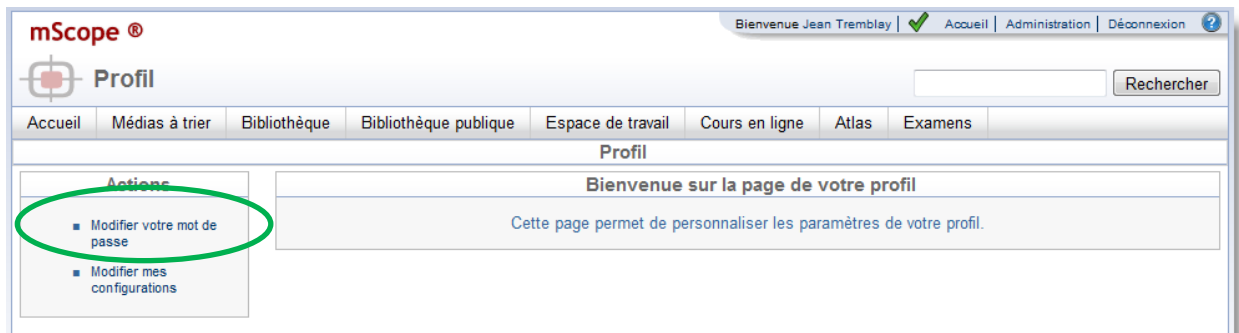 mScope ®
Bienvenue Jean Tremblay | Accueil | Administration | Déconnexion ?
Profil
Rechercher
Accueil Médias à trier Bibliothèque Bibliothèque publique Espace de travail Cours en ligne Atlas Examens
Profil
Actions
Modifier votre mot de
passe
Modifier mes
configurations
Bienvenue sur la page de votre profil
Cette page permet de personnaliser les paramètres de votre profil.